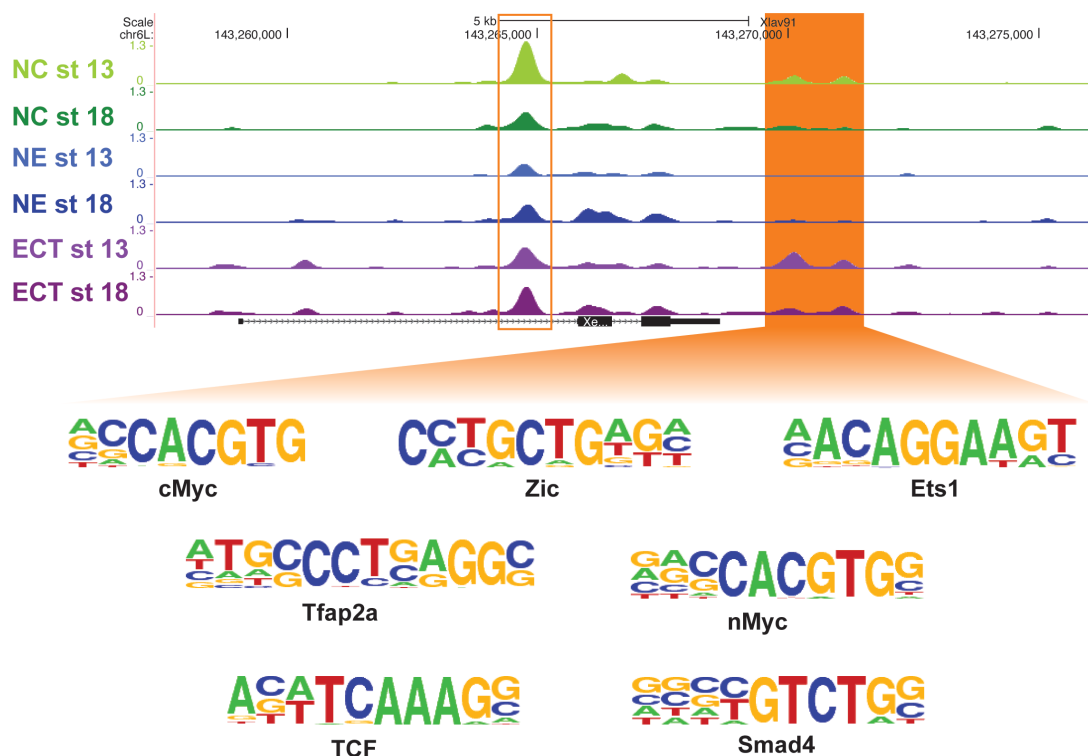 Scale 5 kb Xlav91
chr6L: 143,260,000 143,265,000 143,270,000 143,275,000
1.3 -
NC st 13
0
1.3 -
NC st 18
0
1.3 -
NE st 13
0
1.3 -
NE st 18
0
1.3 -
ECT st 13
0
1.3 -
ECT st 18
0
Xe...
cMyc Zic Ets1
Tfap2a nMyc
TCF Smad4